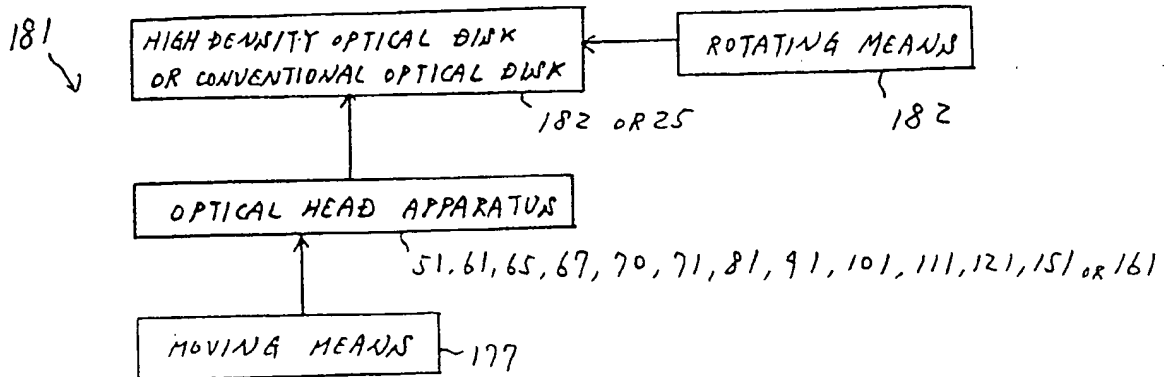 181
HIGH DENSITY OPTICAL DISK
OR CONVENTIONAL OPTICAL DISK
ROTATING MEANS
182 OR 25
182
OPTICAL HEAD APPARATUS
51, 61, 65, 67, 70, 71, 81, 91, 101, 111, 121, 151 OR 161
MOVING MEANS
177